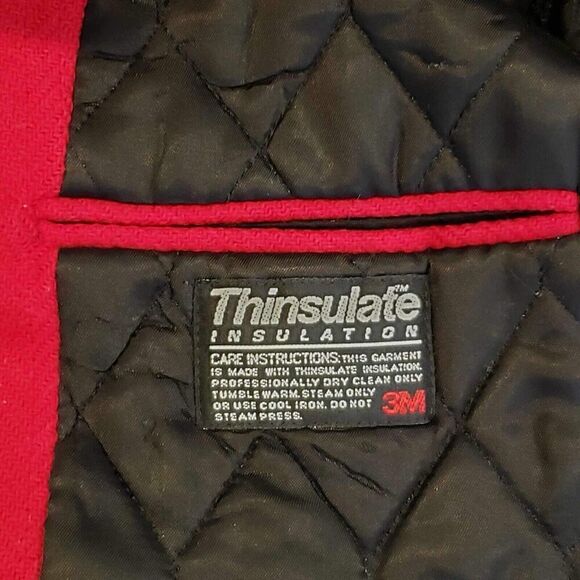 Thinsulate™
INSULATION
CARE INSTRUCTIONS: THIS GARMENT
IS MADE WITH THINSULATE INSULATION.
PROFESSIONALLY DRY CLEAN ONLY
TUMBLE WARM. STEAM ONLY
OR USE COOL IRON. DO NOT
STEAM PRESS.
3M